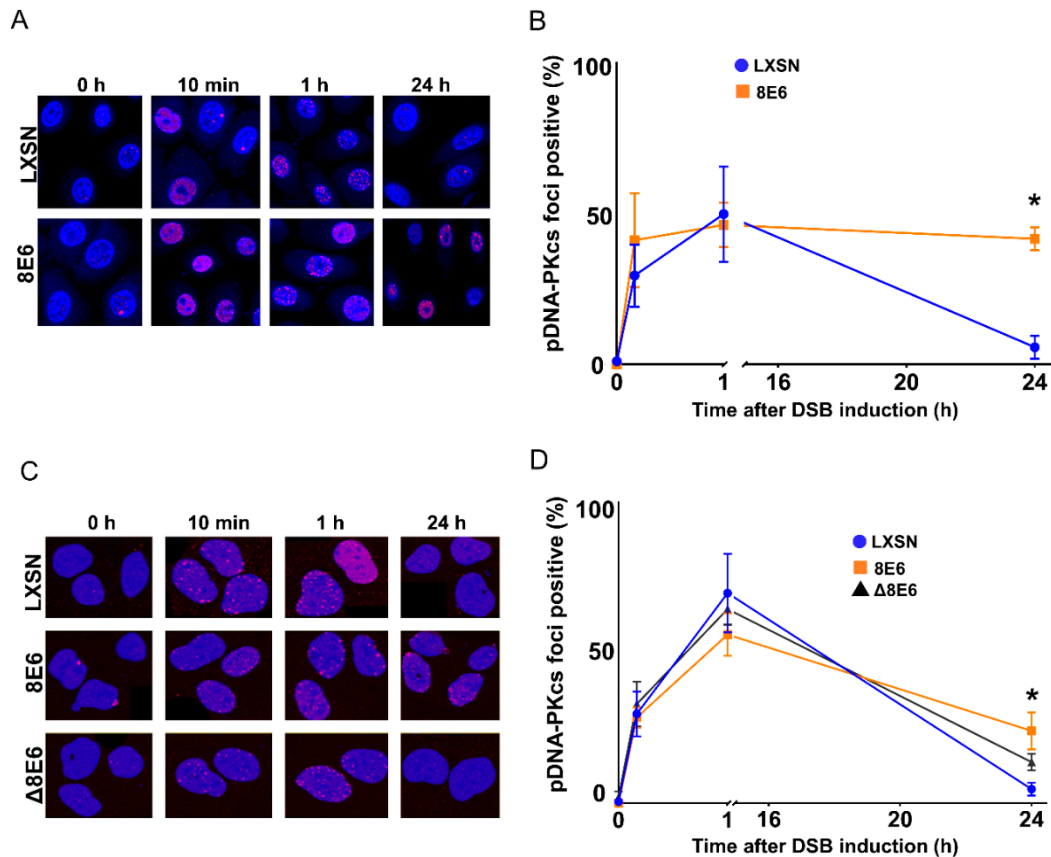 A
0 h 10 min 1 h 24 h
LXSN
8E6
B
pDNA-PKcs foci positive (%)
100
50
0
LXSN
8E6
*
0 1 16 20 24
Time after DSB induction (h)
C
0 h 10 min 1 h 24 h
LXSN
8E6
Δ8E6
D
pDNA-PKcs foci positive (%)
100
50
0
LXSN
8E6
Δ8E6
*
0 1 16 20 24
Time after DSB induction (h)